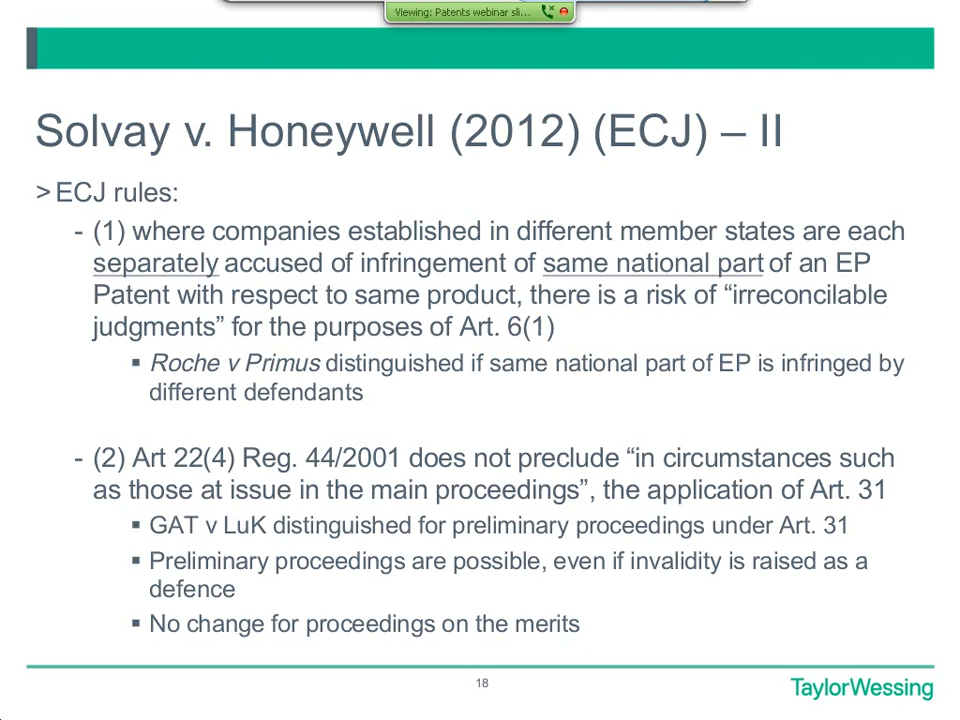 Viewing: Patents webinar sli...
Solvay v. Honeywell (2012) (ECJ) – II
> ECJ rules:
- (1) where companies established in different member states are each
separately accused of infringement of same national part of an EP
Patent with respect to same product, there is a risk of “irreconcilable
judgments” for the purposes of Art. 6(1)
▪ Roche v Primus distinguished if same national part of EP is infringed by
different defendants
- (2) Art 22(4) Reg. 44/2001 does not preclude “in circumstances such
as those at issue in the main proceedings”, the application of Art. 31
▪ GAT v LuK distinguished for preliminary proceedings under Art. 31
▪ Preliminary proceedings are possible, even if invalidity is raised as a
defence
▪ No change for proceedings on the merits
18
TaylorWessing